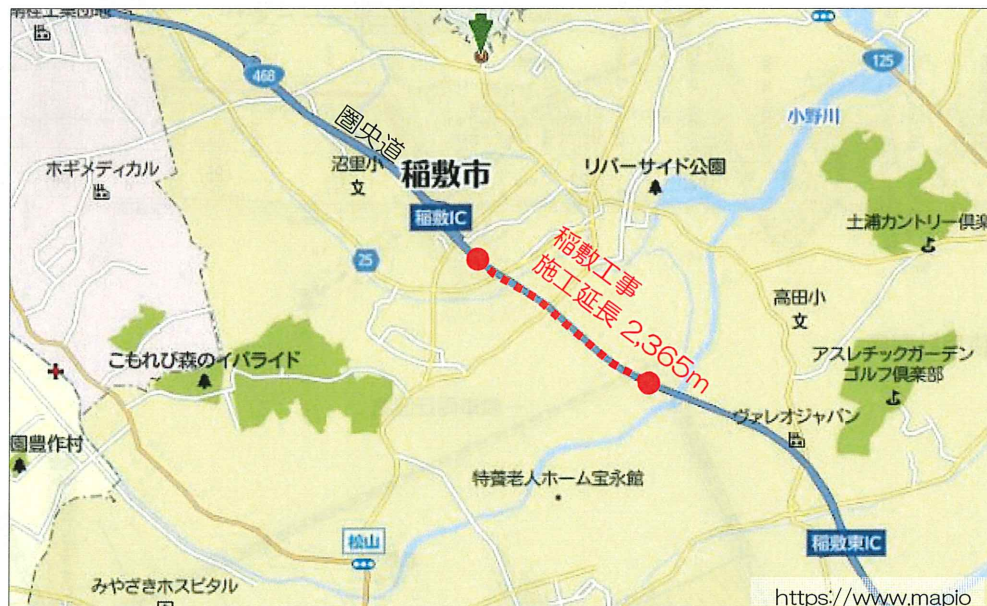 468
125
圏央道
小野川
沼里小
稲敷市
リバーサイド公園
ホギメディカル
稲敷IC
土浦カントリー倶楽
25
稲敷工事
施工延長 2,365m
高田小
こもれび森のイバライド
アスレチックガーデン
ゴルフ倶楽部
ヴァレオジャパン
園豊作村
特養老人ホーム宝永館
松山
稲敷東IC
みやざきホスピタル
https://www.mapio